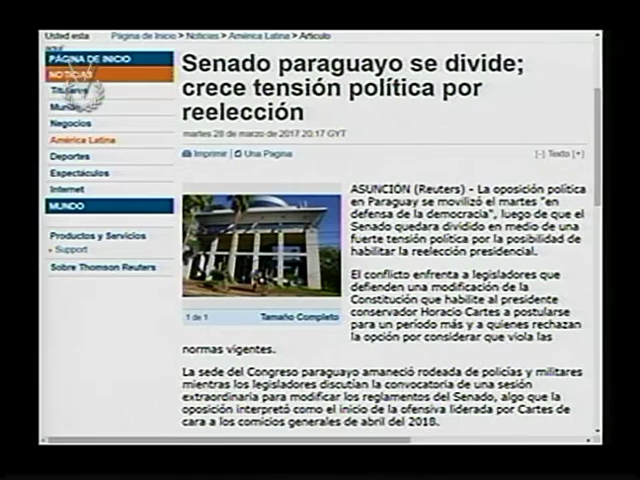 Usted está aquí:
Página de Inicio > Noticias > América Latina > Artículo
PÁGINA DE INICIO
NOTICIAS
Titulares
Mundo
Negocios
América Latina
Deportes
Espectáculos
Internet
MUNDO
Productos y Servicios
Support
Sobre Thomson Reuters
Senado paraguayo se divide;
crece tensión política por
reelección
martes 28 de marzo de 2017 20:17 GYT
Imprimir | Una Página
[-] Texto [+]
1 de 1
Tamaño Completo
ASUNCIÓN (Reuters) - La oposición política
en Paraguay se movilizó el martes "en
defensa de la democracia", luego de que el
Senado quedara dividido en medio de una
fuerte tensión política por la posibilidad de
habilitar la reelección presidencial.
El conflicto enfrenta a legisladores que
defienden una modificación de la
Constitución que habilite al presidente
conservador Horacio Cartes a postularse
para un período más y a quienes rechazan
la opción por considerar que viola las
normas vigentes.
La sede del Congreso paraguayo amaneció rodeada de policías y militares
mientras los legisladores discutían la convocatoria de una sesión
extraordinaria para modificar los reglamentos del Senado, algo que la
oposición interpretó como el inicio de la ofensiva liderada por Cartes de
cara a los comicios generales de abril del 2018.